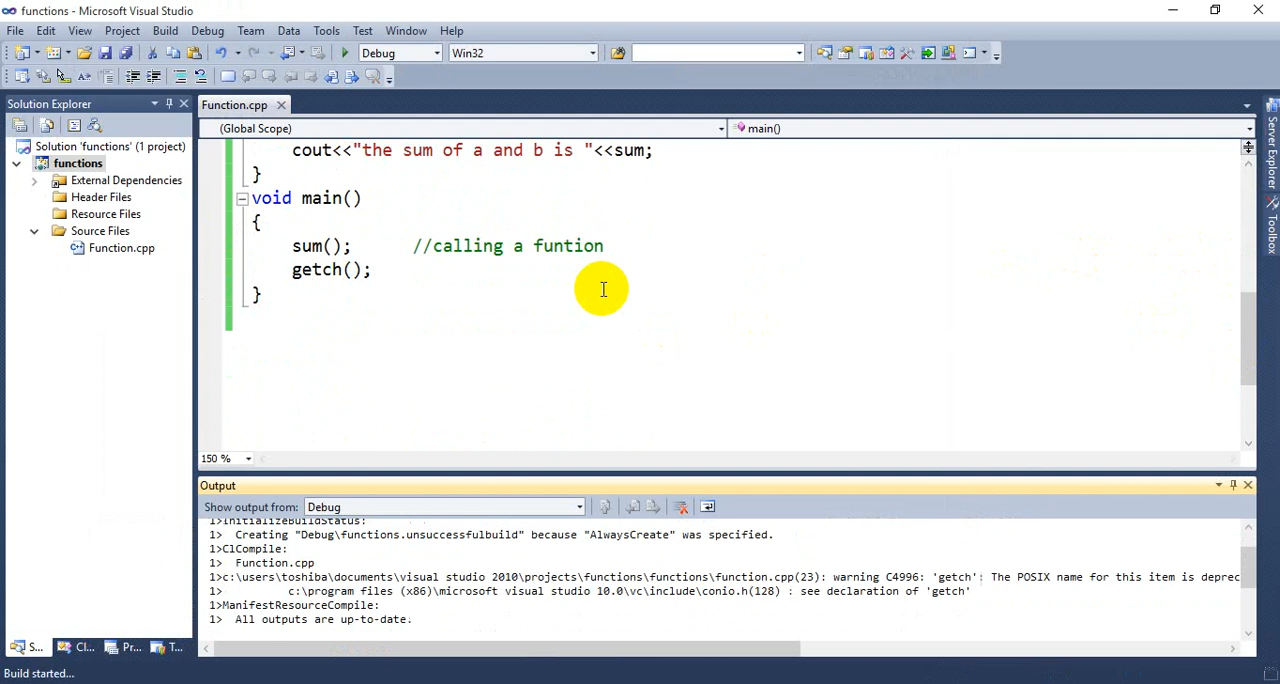 functions - Microsoft Visual Studio
File Edit View Project Build Debug Team Data Tools Test Window Help
Debug Win32
Solution Explorer
Solution 'functions' (1 project)
functions
External Dependencies
Header Files
Resource Files
Source Files
Function.cpp
S... Cl... Pr... T...
Function.cpp
(Global Scope) main()
cout<<"the sum of a and b is "<<sum;
}
void main()
{
sum(); //calling a funtion
getch();
}
150 %
Output
Show output from: Debug
1>InitializeBuildStatus:
1> Creating "Debug\functions.unsuccessfulbuild" because "AlwaysCreate" was specified.
1>ClCompile:
1> Function.cpp
1>c:\users\toshiba\documents\visual studio 2010\projects\functions\functions\function.cpp(23): warning C4996: 'getch': The POSIX name for this item is deprec
1> c:\program files (x86)\microsoft visual studio 10.0\vc\include\conio.h(128) : see declaration of 'getch'
1>ManifestResourceCompile:
1> All outputs are up-to-date.
Server Explorer
Toolbox
Build started...